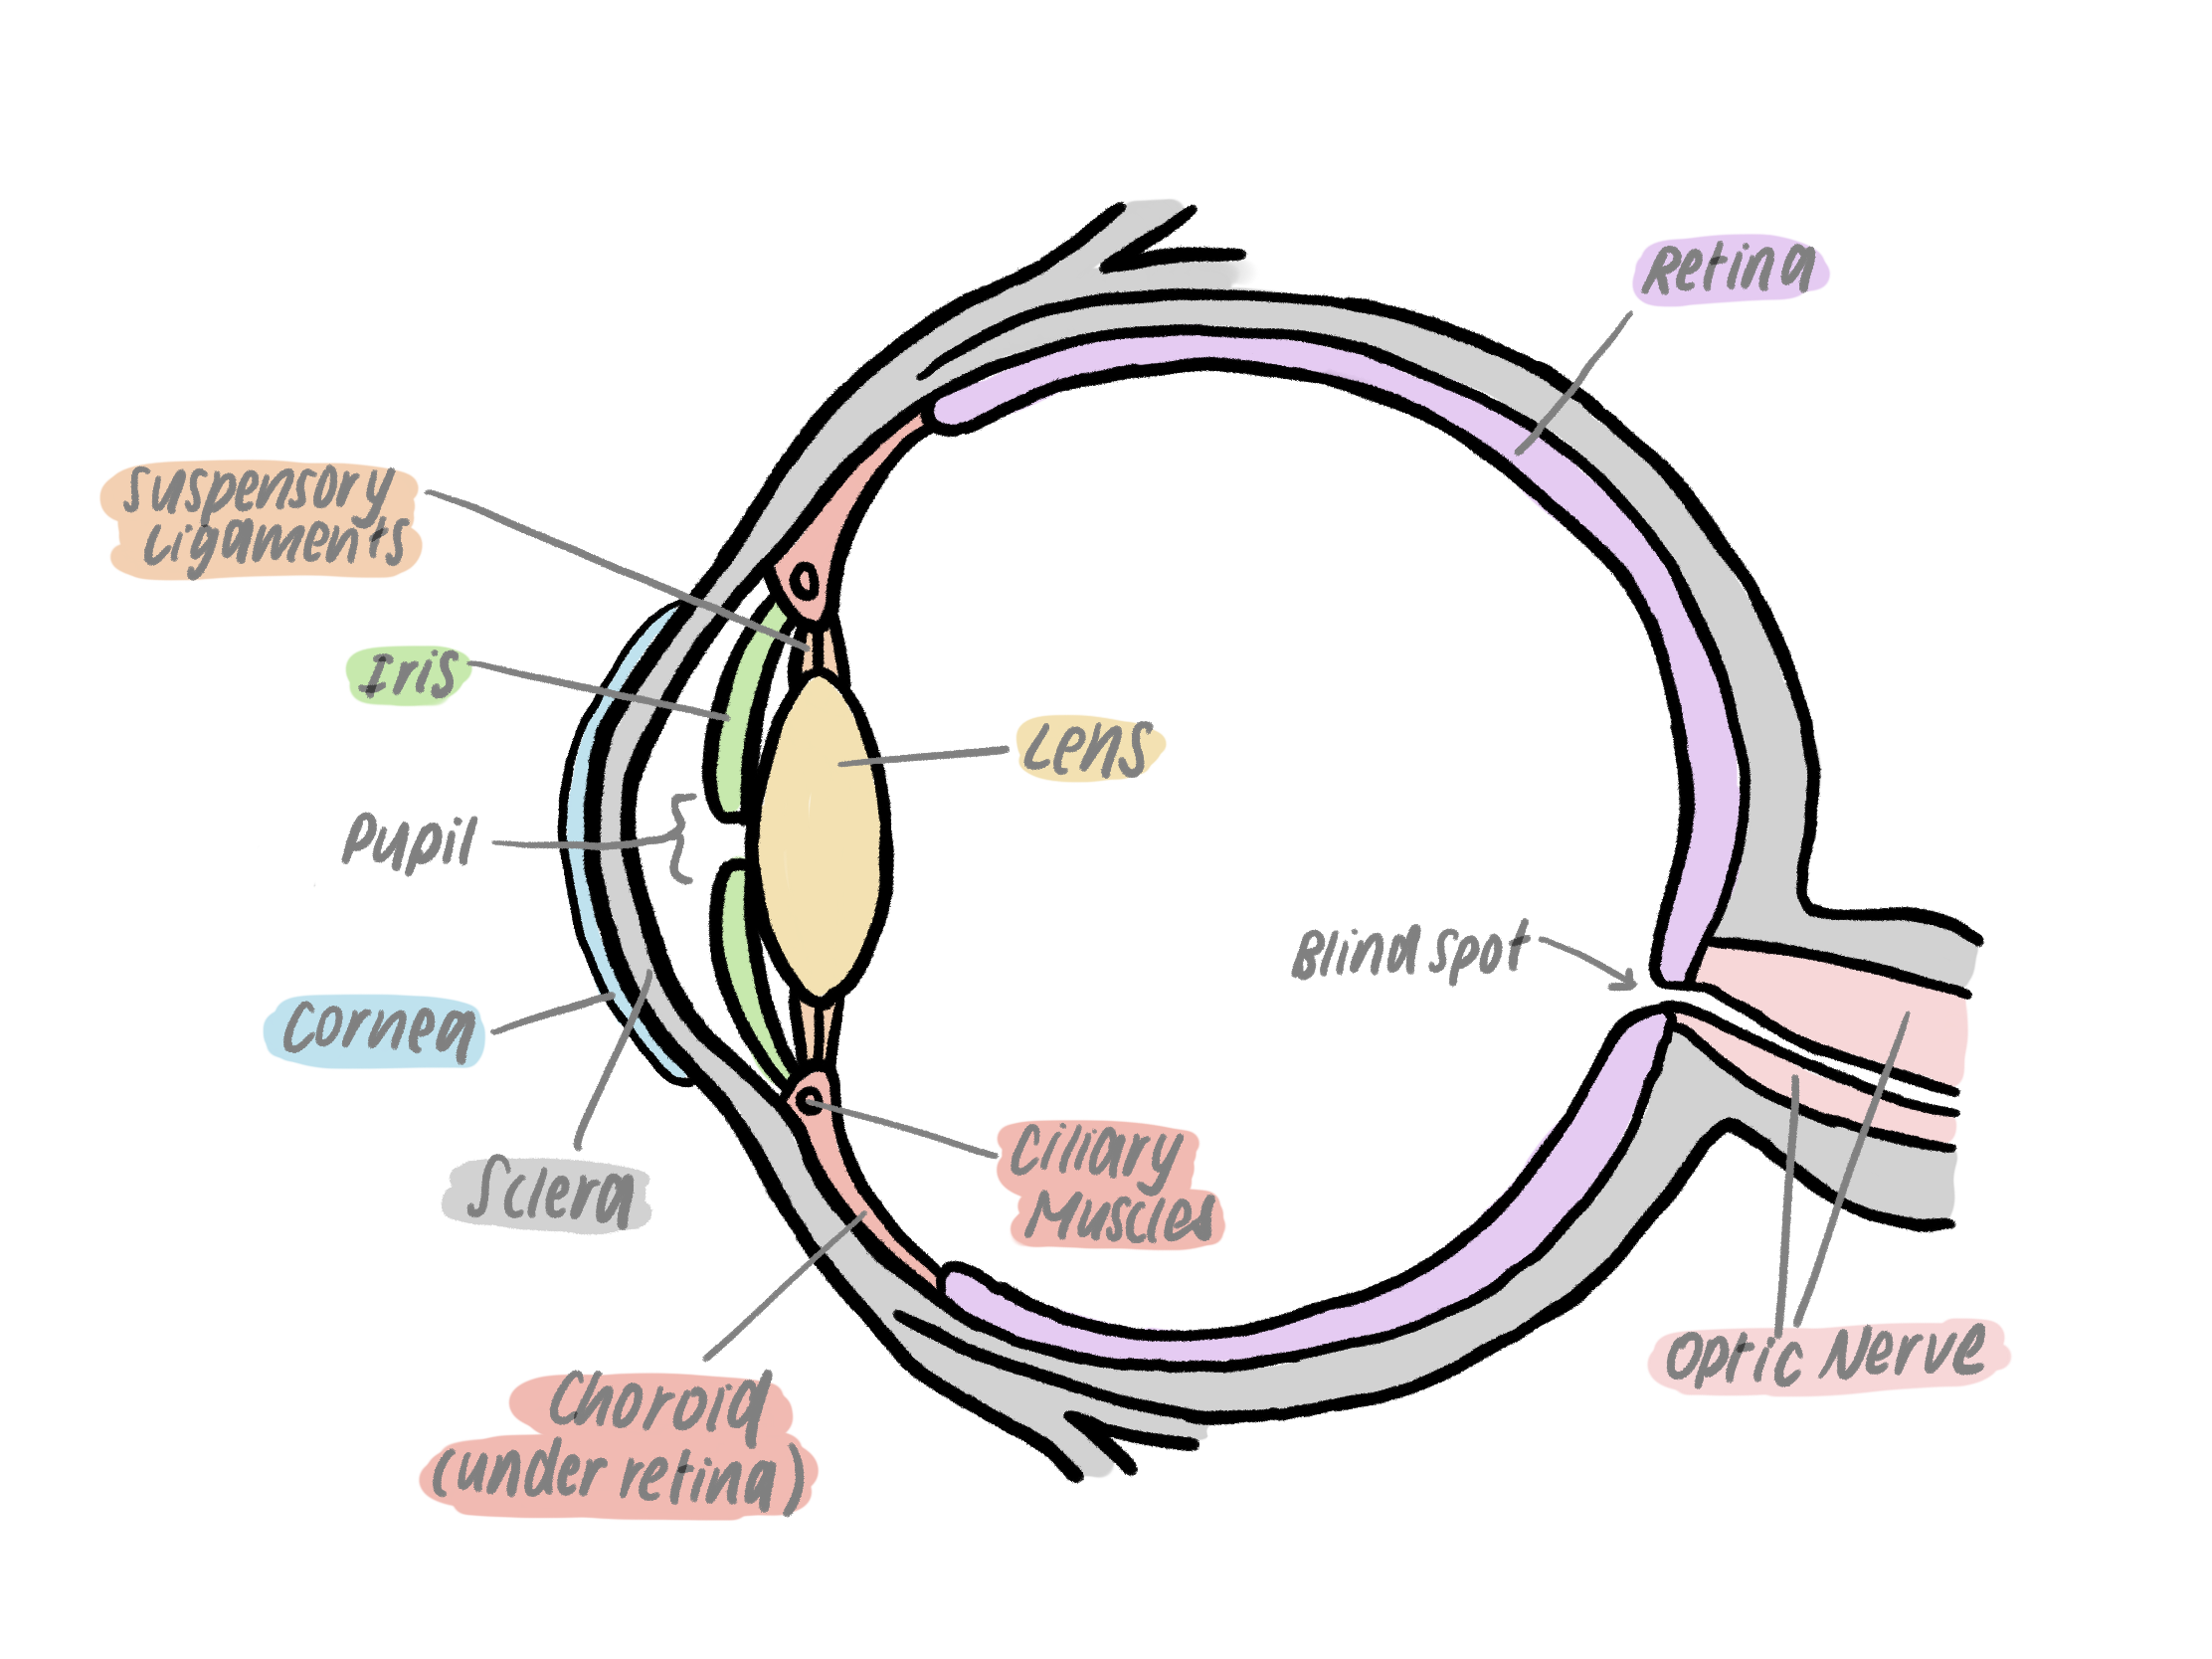 Retina
Suspensory
Ligaments
Iris
Lens
Pupil
Blind spot
Cornea
Sclera
Ciliary
Muscles
Optic Nerve
Choroid
(under retina)